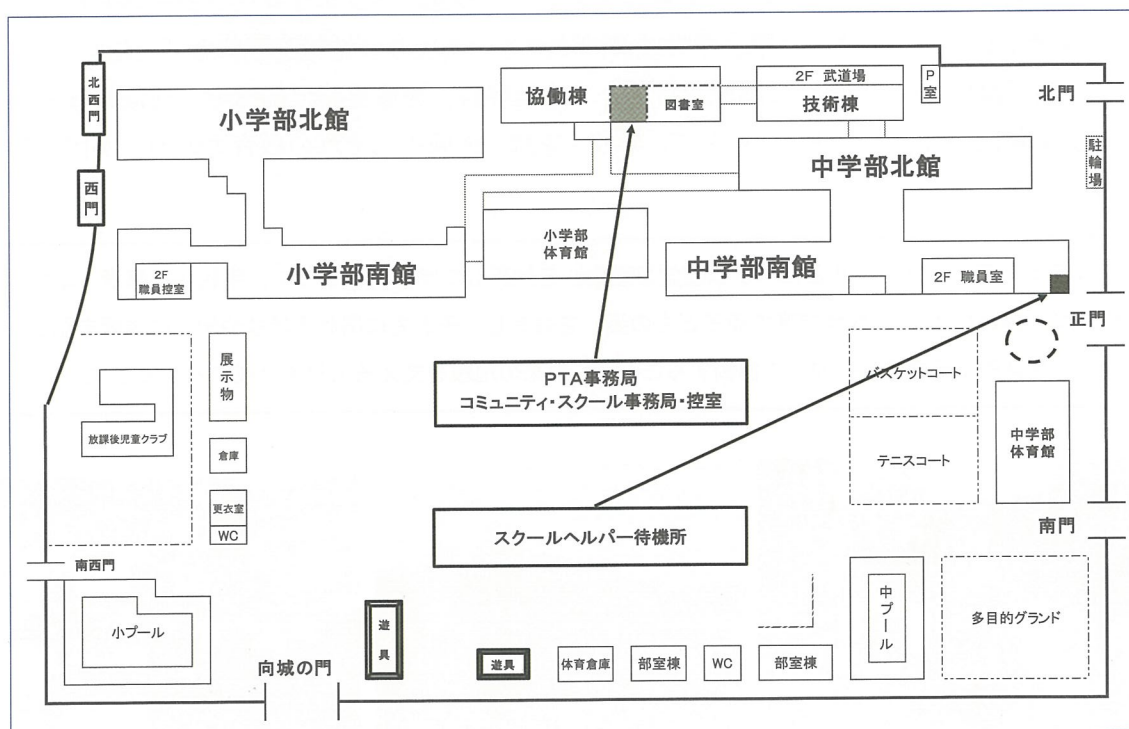 北西門
西門
小学部北館
協働棟
図書室
2F 武道場
技術棟
P室
北門
駐輪場
中学部北館
小学部
体育館
2F
職員控室
小学部南館
中学部南館
2F 職員室
正門
展示物
PTA事務局
コミュニティ・スクール事務局・控室
バスケットコート
放課後児童クラブ
倉庫
テニスコート
中学部
体育館
更衣室
WC
スクールヘルパー待機所
南門
南西門
小プール
遊具
遊具
体育倉庫
部室棟
WC
部室棟
中プール
多目的グランド
向城の門